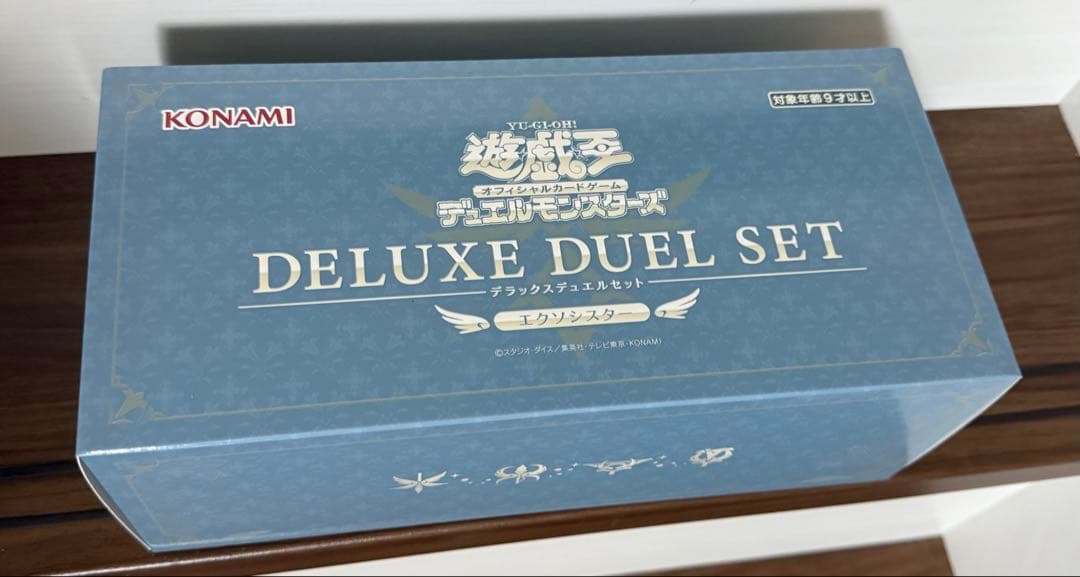 KONAMI
対象年齢9才以上
YU-GI-OH!
遊戯王
オフィシャルカードゲーム
デュエルモンスターズ
DELUXE DUEL SET
デラックスデュエルセット
エクソシスター
©スタジオ・ダイス/集英社・テレビ東京・KONAMI